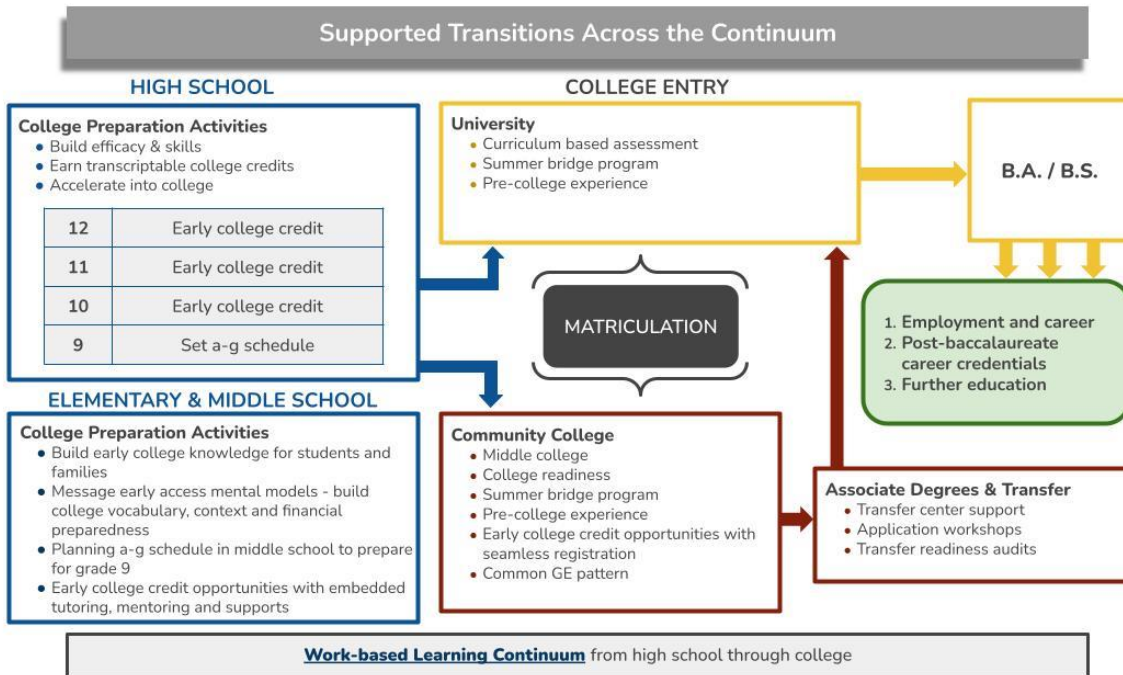 Supported Transitions Across the Continuum
HIGH SCHOOL
College Preparation Activities
• Build efficacy & skills
• Earn transcriptable college credits
• Accelerate into college
12 Early college credit
11 Early college credit
10 Early college credit
9 Set a-g schedule
ELEMENTARY & MIDDLE SCHOOL
College Preparation Activities
• Build early college knowledge for students and
families
• Message early access mental models - build
college vocabulary, context and financial
preparedness
• Planning a-g schedule in middle school to prepare
for grade 9
• Early college credit opportunities with embedded
tutoring, mentoring and supports
COLLEGE ENTRY
University
• Curriculum based assessment
• Summer bridge program
• Pre-college experience
MATRICULATION
Community College
• Middle college
• College readiness
• Summer bridge program
• Pre-college experience
• Early college credit opportunities with
seamless registration
• Common GE pattern
B.A. / B.S.
1. Employment and career
2. Post-baccalaureate
career credentials
3. Further education
Associate Degrees & Transfer
• Transfer center support
• Application workshops
• Transfer readiness audits
Work-based Learning Continuum from high school through college